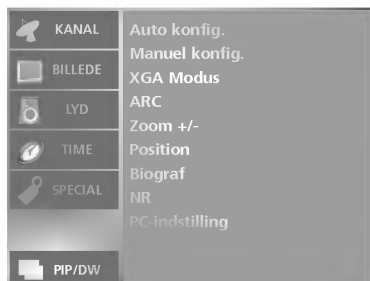 KANAL
BILLEDE
LYD
TIME
SPECIAL
PIP/DW
Auto konfig.
Manuel konfig.
XGA Modus
ARC
Zoom +/-
Position
Biograf
NR
PC-indstilling